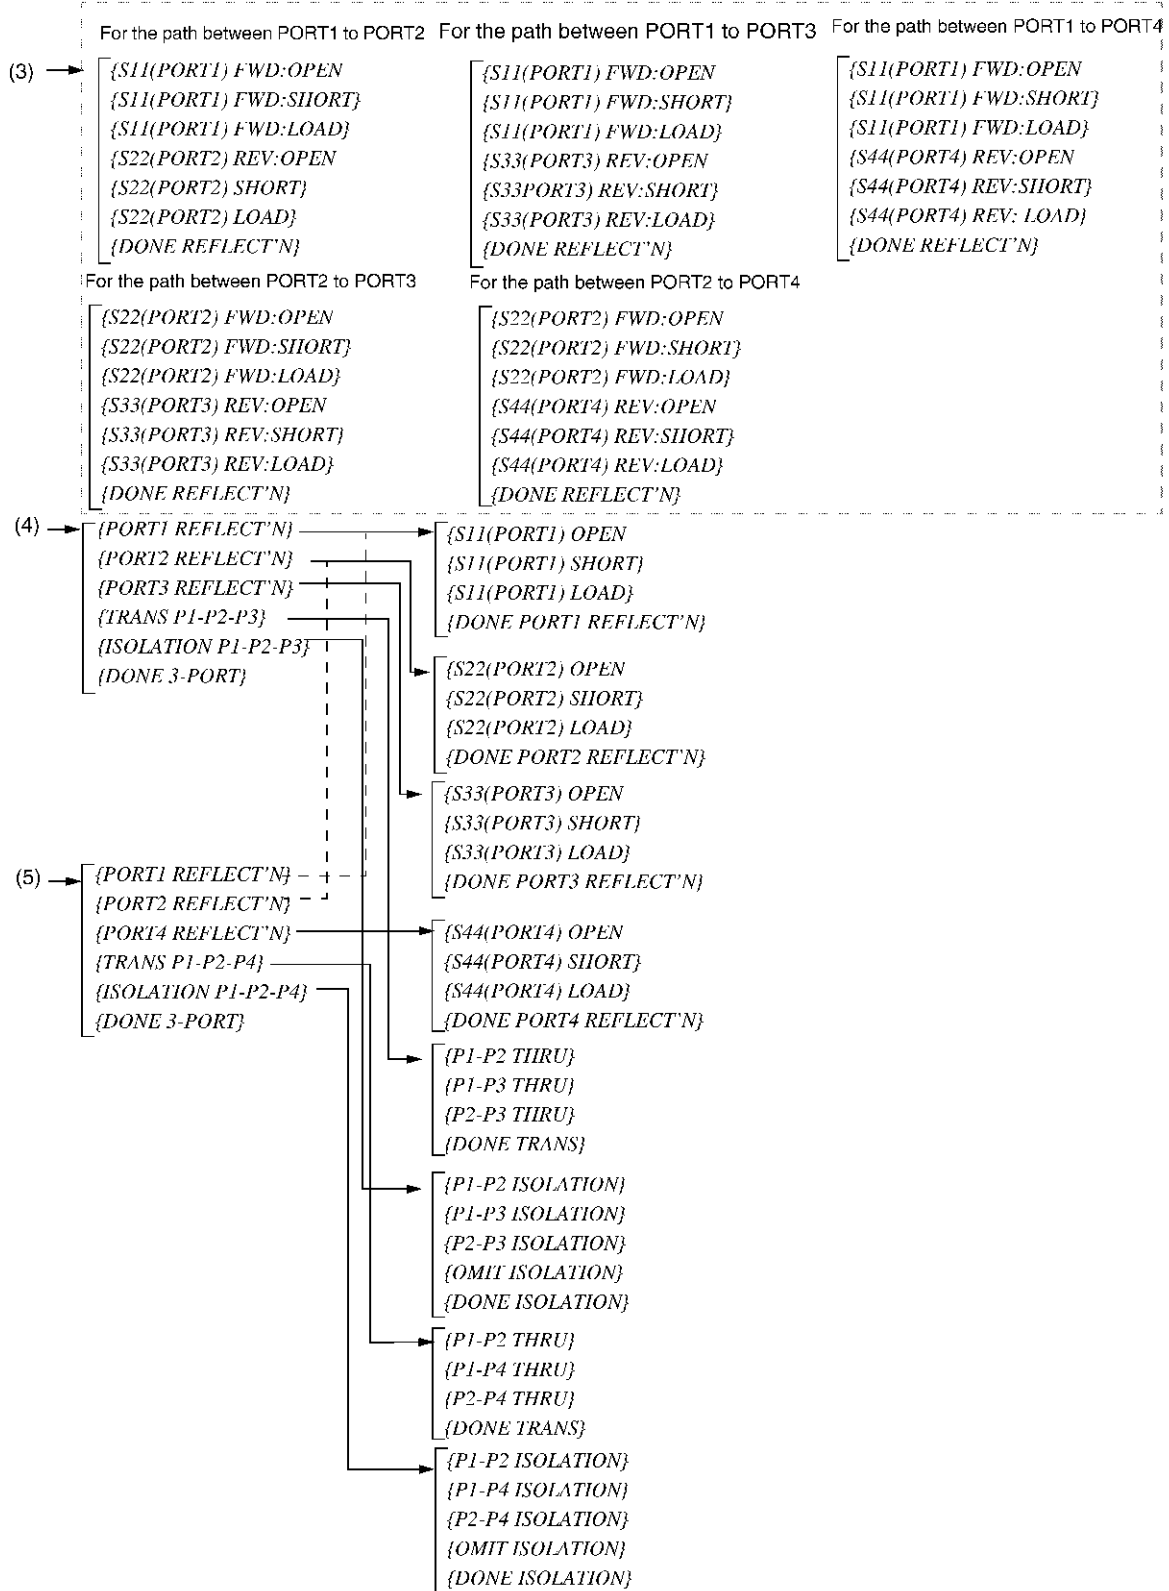 For the path between PORT1 to PORT2
(3)
{S11(PORT1) FWD:OPEN
{S11(PORT1) FWD:SHORT}
{S11(PORT1) FWD:LOAD}
{S22(PORT2) REV:OPEN
{S22(PORT2) SHORT}
{S22(PORT2) LOAD}
{DONE REFLECT'N}
For the path between PORT1 to PORT3
{S11(PORT1) FWD:OPEN
{S11(PORT1) FWD:SHORT}
{S11(PORT1) FWD:LOAD}
{S33(PORT3) REV:OPEN
{S33PORT3) REV:SHORT}
{S33(PORT3) REV:LOAD}
{DONE REFLECT'N}
For the path between PORT1 to PORT4
{S11(PORT1) FWD:OPEN
{S11(PORT1) FWD:SHORT}
{S11(PORT1) FWD:LOAD}
{S44(PORT4) REV:OPEN
{S44(PORT4) REV:SHORT}
{S44(PORT4) REV: LOAD}
{DONE REFLECT'N}
For the path between PORT2 to PORT3
{S22(PORT2) FWD:OPEN
{S22(PORT2) FWD:SHORT}
{S22(PORT2) FWD:LOAD}
{S33(PORT3) REV:OPEN
{S33(PORT3) REV:SHORT}
{S33(PORT3) REV:LOAD}
{DONE REFLECT'N}
For the path between PORT2 to PORT4
{S22(PORT2) FWD:OPEN
{S22(PORT2) FWD:SHORT}
{S22(PORT2) FWD:LOAD}
{S44(PORT4) REV:OPEN
{S44(PORT4) REV:SHORT}
{S44(PORT4) REV:LOAD}
{DONE REFLECT'N}
(4)
{PORT1 REFLECT'N}
{PORT2 REFLECT'N}
{PORT3 REFLECT'N}
{TRANS P1-P2-P3}
{ISOLATION P1-P2-P3}
{DONE 3-PORT}
{S11(PORT1) OPEN
{S11(PORT1) SHORT}
{S11(PORT1) LOAD}
{DONE PORT1 REFLECT'N}
{S22(PORT2) OPEN
{S22(PORT2) SHORT}
{S22(PORT2) LOAD}
{DONE PORT2 REFLECT'N}
{S33(PORT3) OPEN
{S33(PORT3) SHORT}
{S33(PORT3) LOAD}
{DONE PORT3 REFLECT'N}
(5)
{PORT1 REFLECT'N}
{PORT2 REFLECT'N}
{PORT4 REFLECT'N}
{TRANS P1-P2-P4}
{ISOLATION P1-P2-P4}
{DONE 3-PORT}
{S44(PORT4) OPEN
{S44(PORT4) SHORT}
{S44(PORT4) LOAD}
{DONE PORT4 REFLECT'N}
{P1-P2 THRU}
{P1-P3 THRU}
{P2-P3 THRU}
{DONE TRANS}
{P1-P2 ISOLATION}
{P1-P3 ISOLATION}
{P2-P3 ISOLATION}
{OMIT ISOLATION}
{DONE ISOLATION}
{P1-P2 THRU}
{P1-P4 THRU}
{P2-P4 THRU}
{DONE TRANS}
{P1-P2 ISOLATION}
{P1-P4 ISOLATION}
{P2-P4 ISOLATION}
{OMIT ISOLATION}
{DONE ISOLATION}